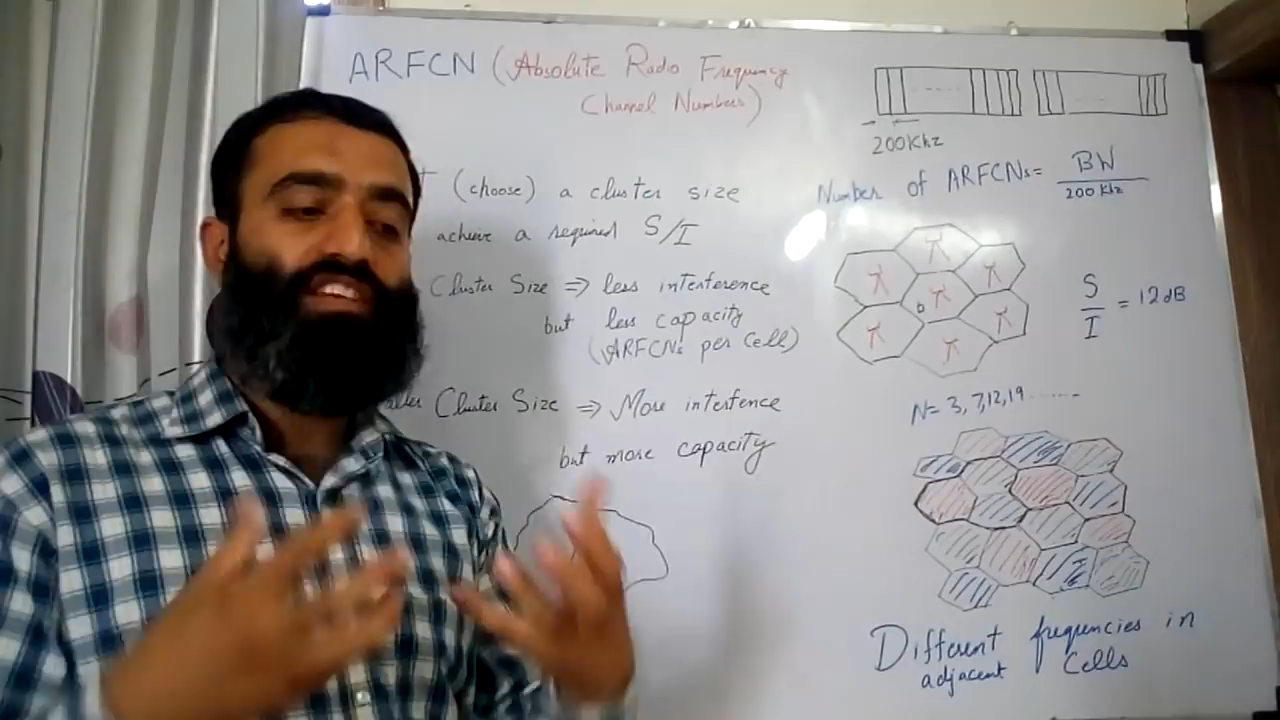 ARFCN (Absolute Radio Frequency
Channel Numbers)
(choose) a cluster size
achieve a required S/I
Cluster Size ⇒ less interference
but less capacity
(ARFCNs per Cell)
Cluster Size ⇒ More interfence
but more capacity
200Khz
Number of ARFCNs = BW
200 Khz
S
I = 12dB
N = 3, 7, 12, 19 ........
Different frequencies in
adjacent Cells